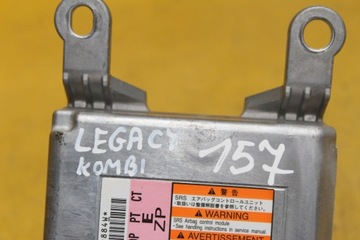 LEGACY 157
KOMBI
警告
SRS エアバッグコントロールユニット
WARNING
SRS Airbag control module
-See handling instructions in service manual.
AVERTISSEMENT
PT CT
E
ZP